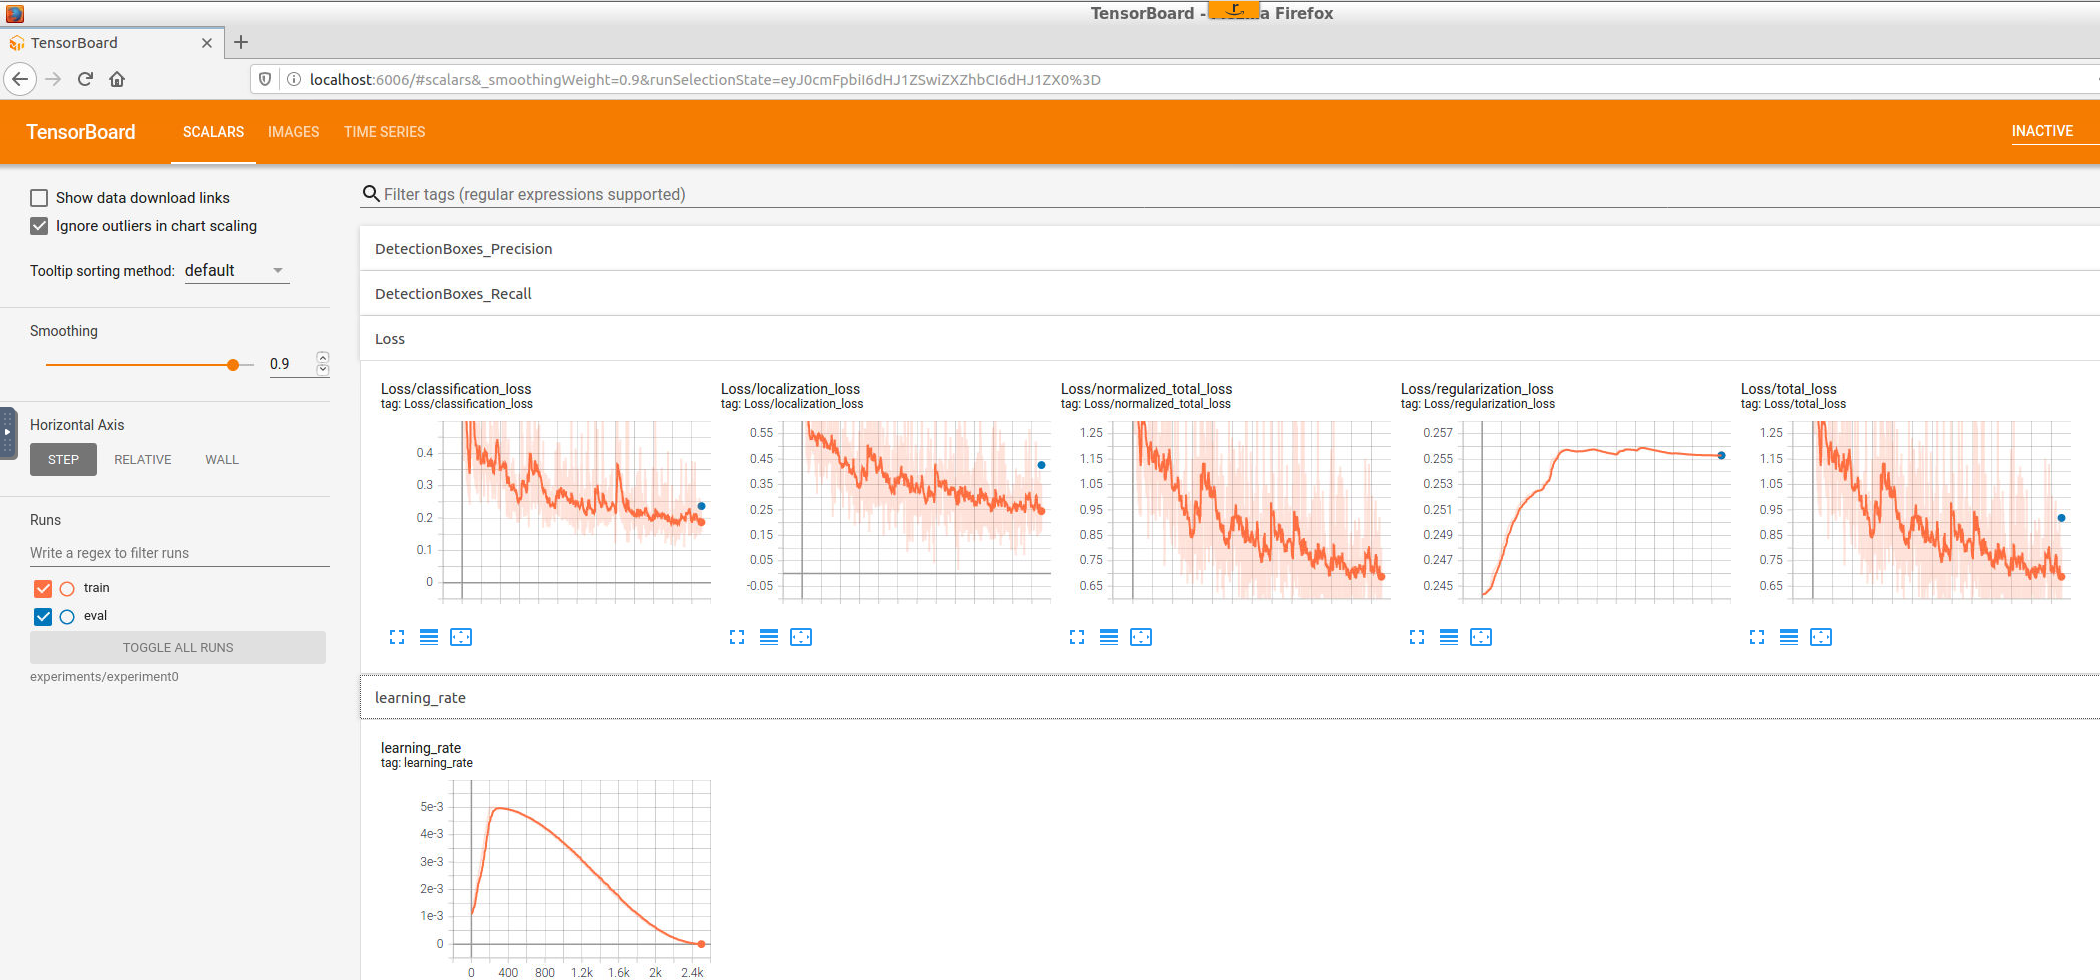 TensorBoard - a Firefox
TensorBoard
localhost:6006/#scalars&_smoothingWeight=0.9&runSelectionState=eyJ0cmFpbiI6dHJ1ZSwiZXZhbCI6dHJ1ZX0%3D
TensorBoard SCALARS IMAGES TIME SERIES INACTIVE
Show data download links
Ignore outliers in chart scaling
Tooltip sorting method: default
Smoothing
0.9
Horizontal Axis
STEP RELATIVE WALL
Runs
Write a regex to filter runs
train
eval
TOGGLE ALL RUNS
experiments/experiment0
Filter tags (regular expressions supported)
DetectionBoxes_Precision
DetectionBoxes_Recall
Loss
Loss/classification_loss
tag: Loss/classification_loss
0.4
0.3
0.2
0.1
0
Loss/localization_loss
tag: Loss/localization_loss
0.55
0.45
0.35
0.25
0.15
0.05
-0.05
Loss/normalized_total_loss
tag: Loss/normalized_total_loss
1.25
1.15
1.05
0.95
0.85
0.75
0.65
Loss/regularization_loss
tag: Loss/regularization_loss
0.257
0.255
0.253
0.251
0.249
0.247
0.245
Loss/total_loss
tag: Loss/total_loss
1.25
1.15
1.05
0.95
0.85
0.75
0.65
learning_rate
learning_rate
tag: learning_rate
5e-3
4e-3
3e-3
2e-3
1e-3
0
0 400 800 1.2k 1.6k 2k 2.4k